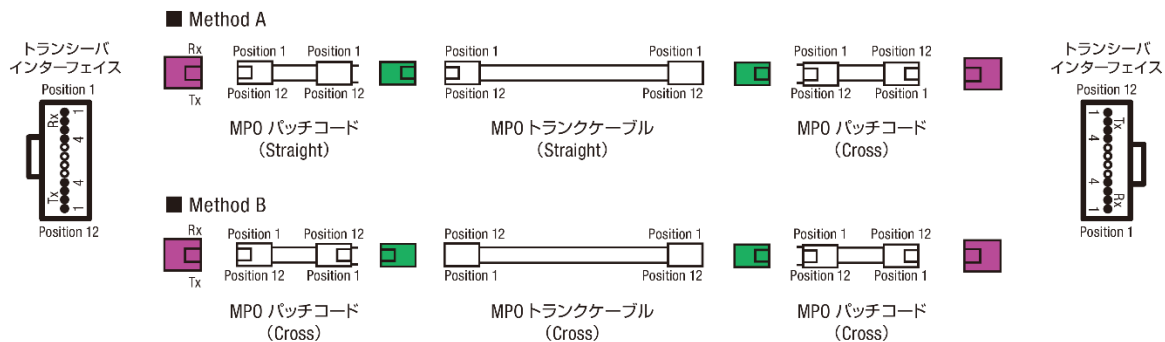 ■ Method A
トランシーバ
インターフェイス
Position 1
Rx
1
4
4
Tx
1
Position 12
Rx
Tx
Position 1 Position 1
Position 12 Position 12
MPO パッチコード
(Straight)
Position 1 Position 1
Position 12 Position 12
MPO トランクケーブル
(Straight)
Position 1 Position 12
Position 12 Position 1
MPO パッチコード
(Cross)
トランシーバ
インターフェイス
Position 12
1
Tx
4
4
Rx
1
Position 1
■ Method B
Rx
Tx
Position 1 Position 12
Position 12 Position 1
MPO パッチコード
(Cross)
Position 12 Position 1
Position 1 Position 12
MPO トランクケーブル
(Cross)
Position 1 Position 12
Position 12 Position 1
MPO パッチコード
(Cross)